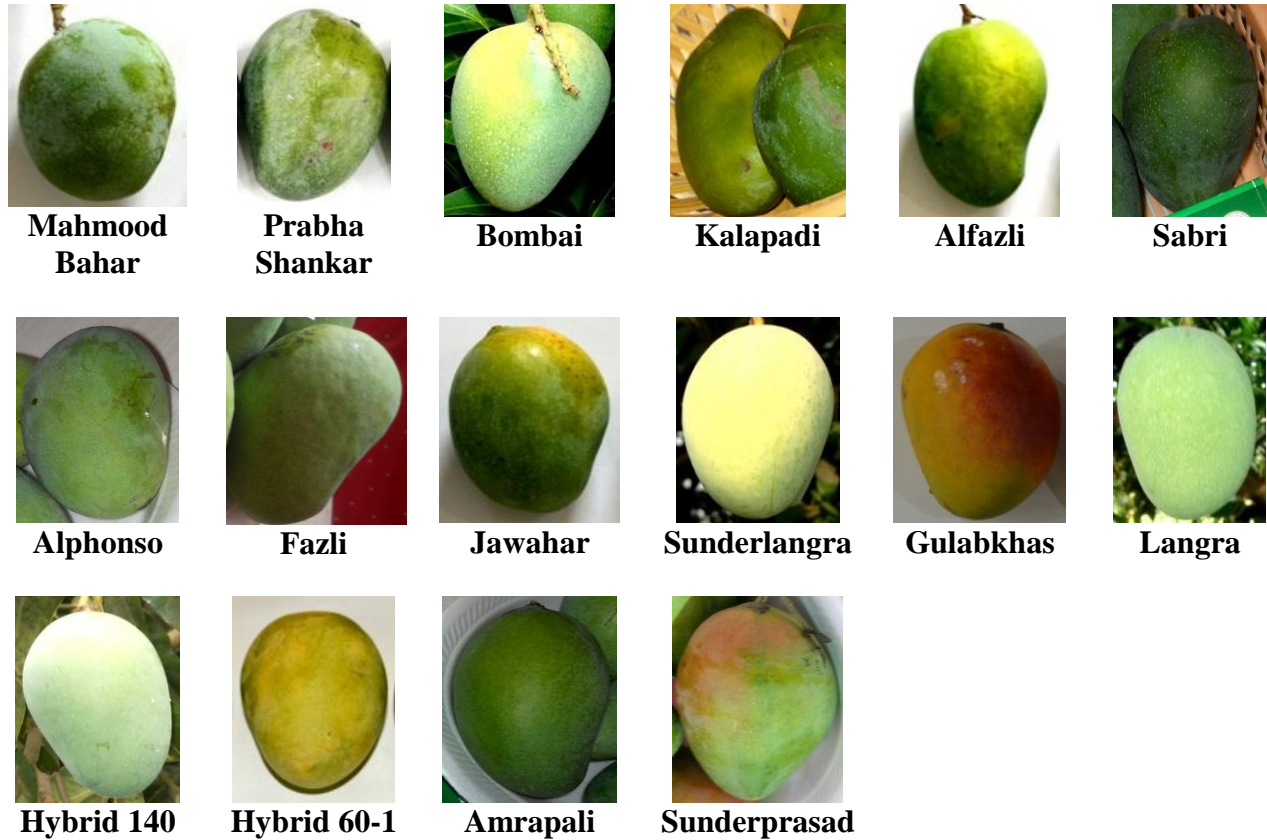 Mahmood
Bahar
Prabha
Shankar
Bombai
Kalapadi
Alfazli
Sabri
Alphonso
Fazli
Jawahar
Sunderlangra
Gulabkhas
Langra
Hybrid 140
Hybrid 60-1
Amrapali
Sunderprasad